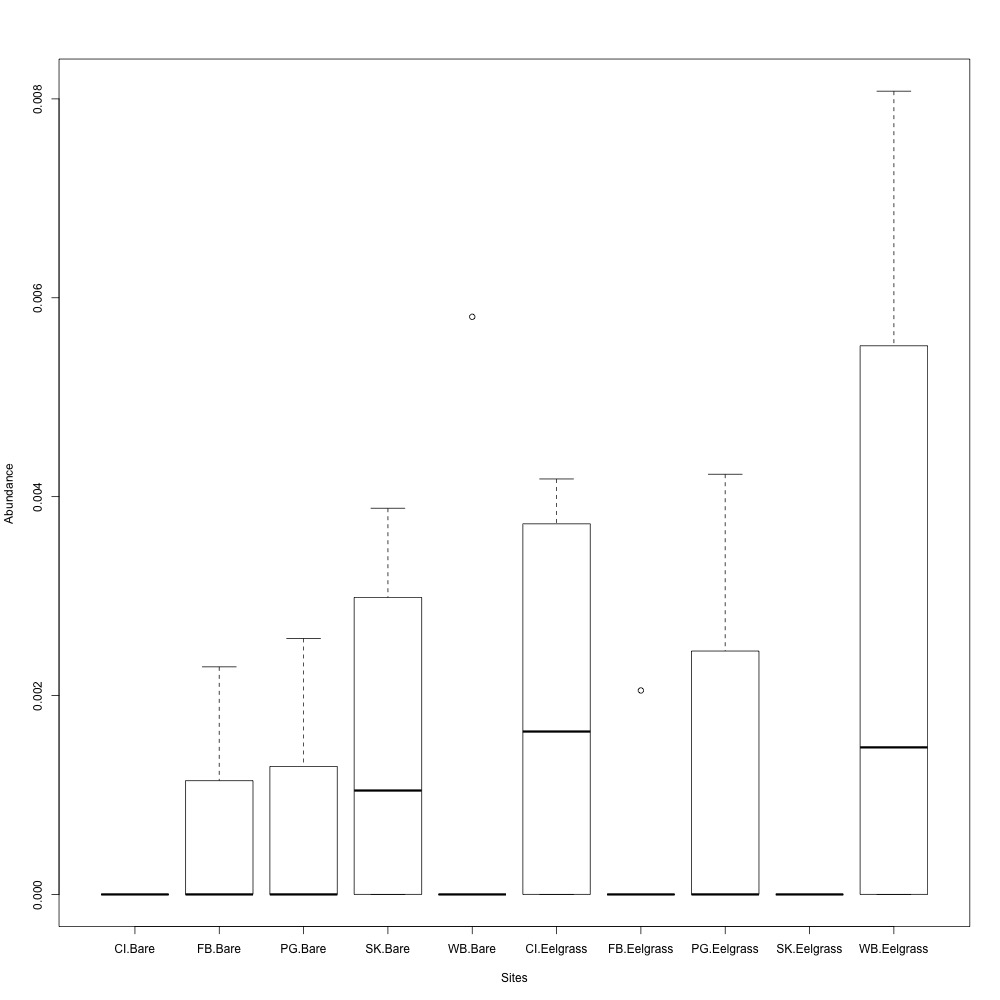 0.008
0.006
0.004
0.002
0.000
Abundance
CI.Bare FB.Bare PG.Bare SK.Bare WB.Bare CI.Eelgrass FB.Eelgrass PG.Eelgrass SK.Eelgrass WB.Eelgrass
Sites